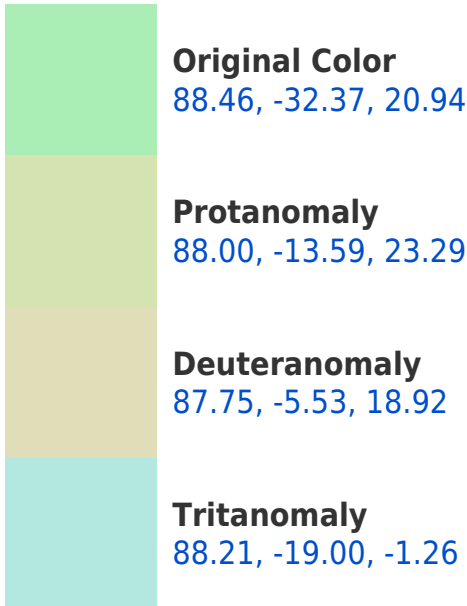 Original Color
88.46, -32.37, 20.94
Protanomaly
88.00, -13.59, 23.29
Deuteranomaly
87.75, -5.53, 18.92
Tritanomaly
88.21, -19.00, -1.26